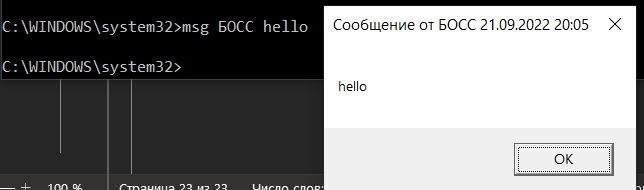 C:\WINDOWS\system32>msg БОСС hello
C:\WINDOWS\system32>
Сообщение от БОСС 21.09.2022 20:05
hello
ОК
100 %
Страница 23 из 23
Число слов: